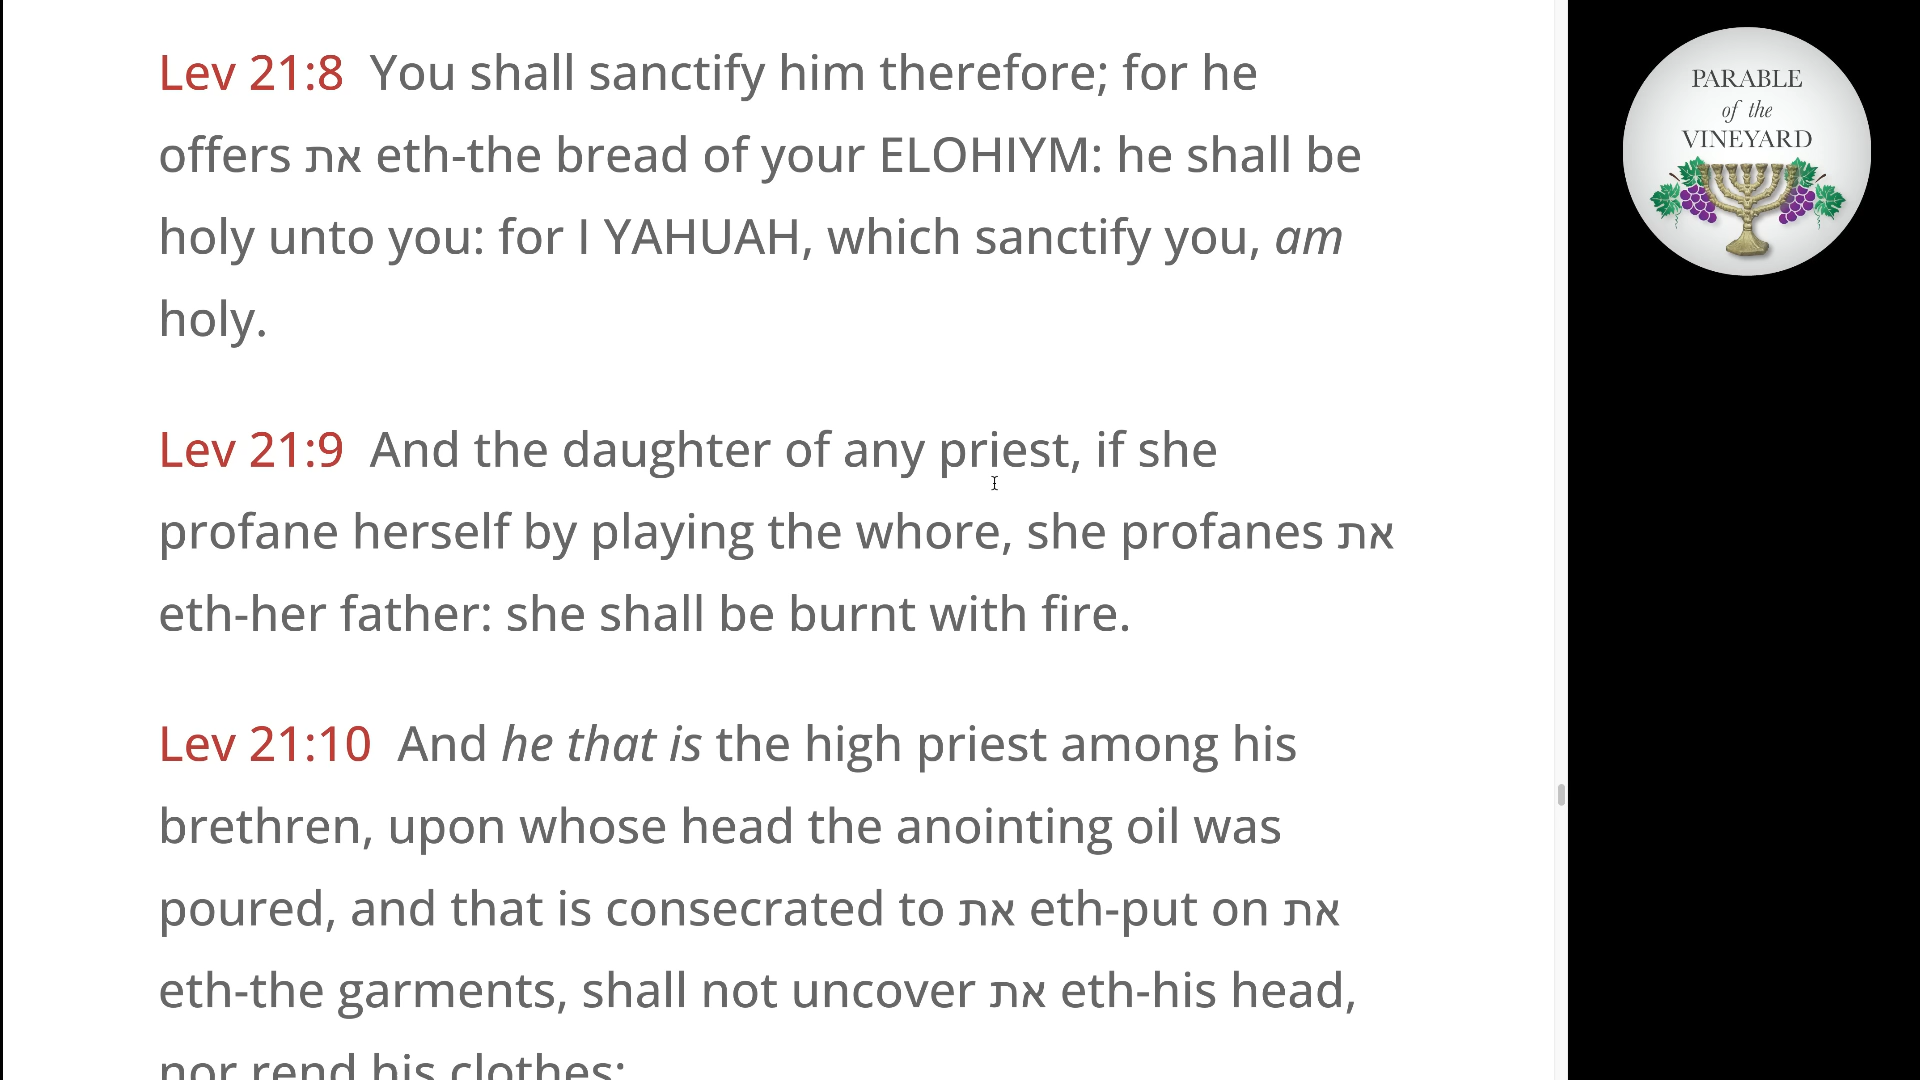 Lev 21:8 You shall sanctify him therefore; for he
offers את eth-the bread of your ELOHIYM: he shall be
holy unto you: for I YAHUAH, which sanctify you, am
holy.
Lev 21:9 And the daughter of any priest, if she
profane herself by playing the whore, she profanes את
eth-her father: she shall be burnt with fire.
Lev 21:10 And he that is the high priest among his
brethren, upon whose head the anointing oil was
poured, and that is consecrated to את eth-put on את
eth-the garments, shall not uncover את eth-his head,
nor rend his clothes;
PARABLE
of the
VINEYARD